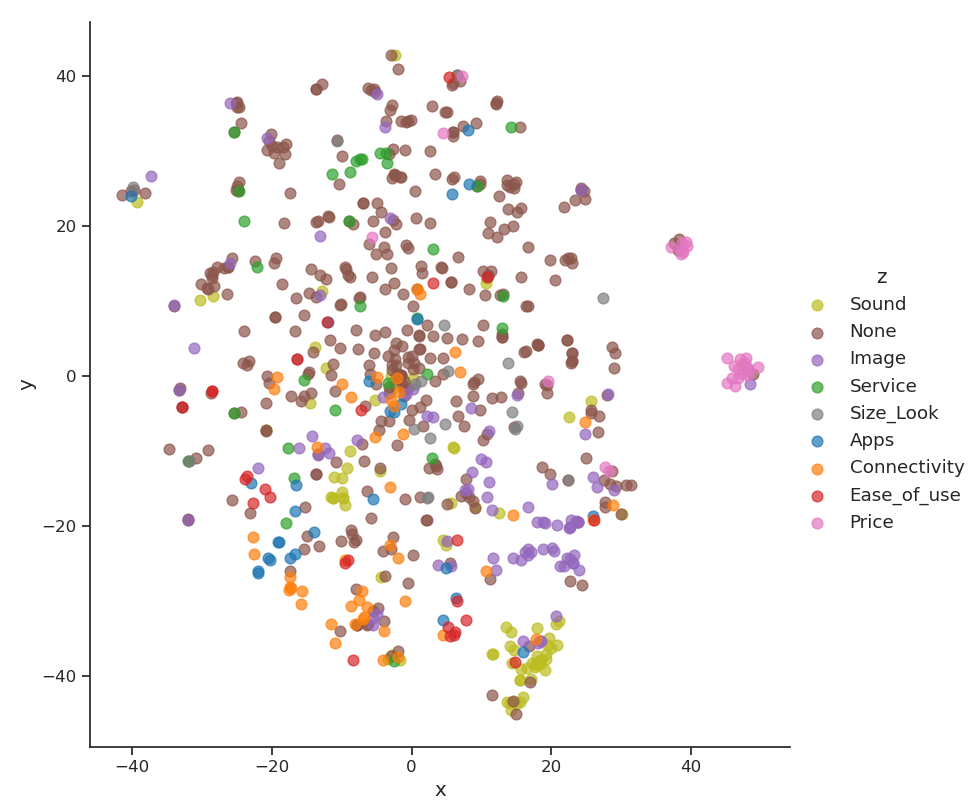 40
20
0
−20
−40
y
−40
−20
0
20
40
x
z
Sound
None
Image
Service
Size_Look
Apps
Connectivity
Ease_of_use
Price